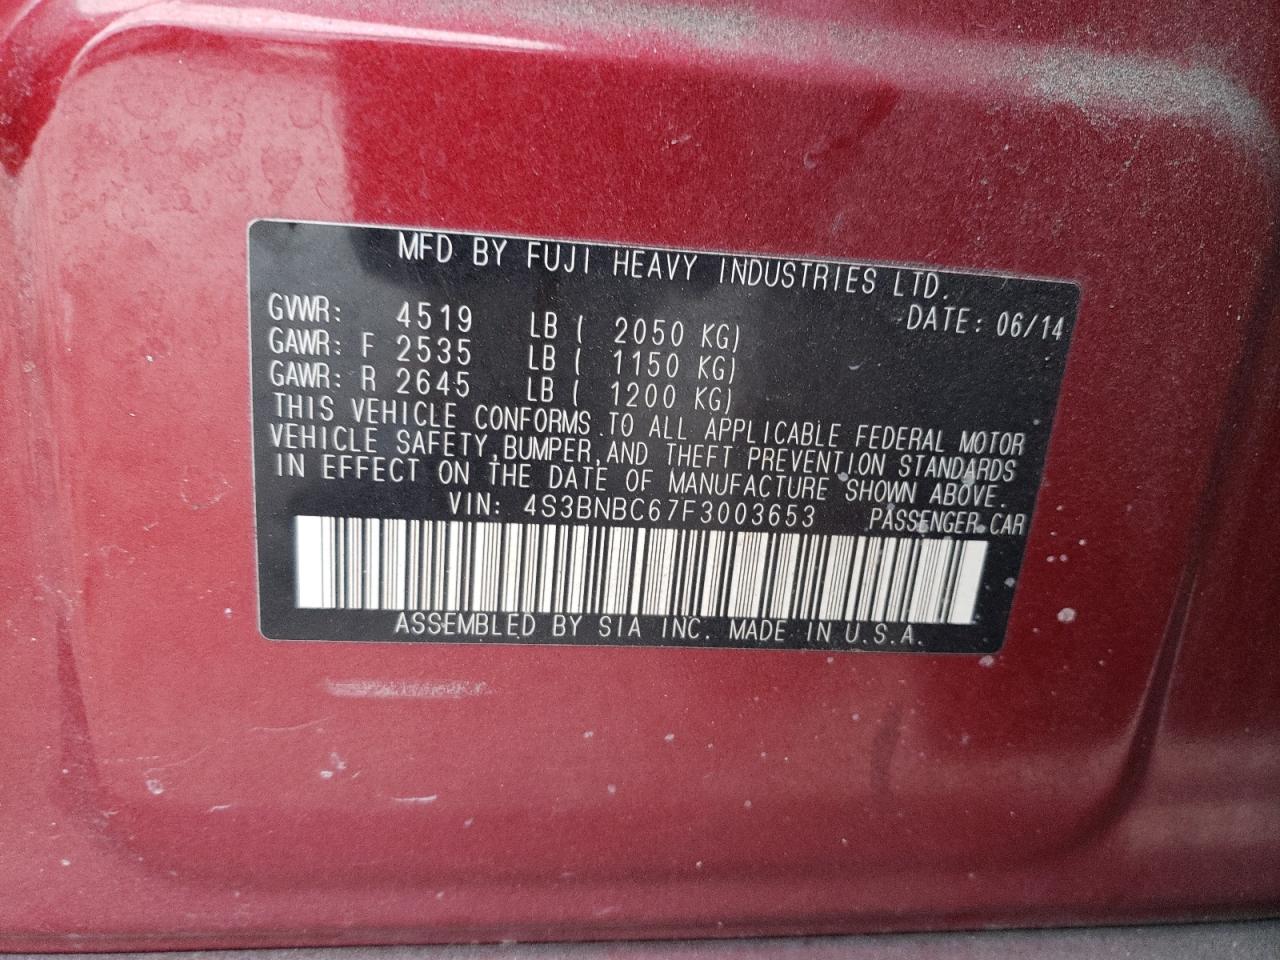 MFD BY FUJI HEAVY INDUSTRIES LTD.
GVWR: 4519 LB ( 2050 KG) DATE: 06/14
GAWR: F 2535 LB ( 1150 KG)
GAWR: R 2645 LB ( 1200 KG)
THIS VEHICLE CONFORMS TO ALL APPLICABLE FEDERAL MOTOR
VEHICLE SAFETY, BUMPER, AND THEFT PREVENTION STANDARDS
IN EFFECT ON THE DATE OF MANUFACTURE SHOWN ABOVE.
VIN: 4S3BNBC67F3003653 PASSENGER CAR
ASSEMBLED BY SIA INC. MADE IN U.S.A.